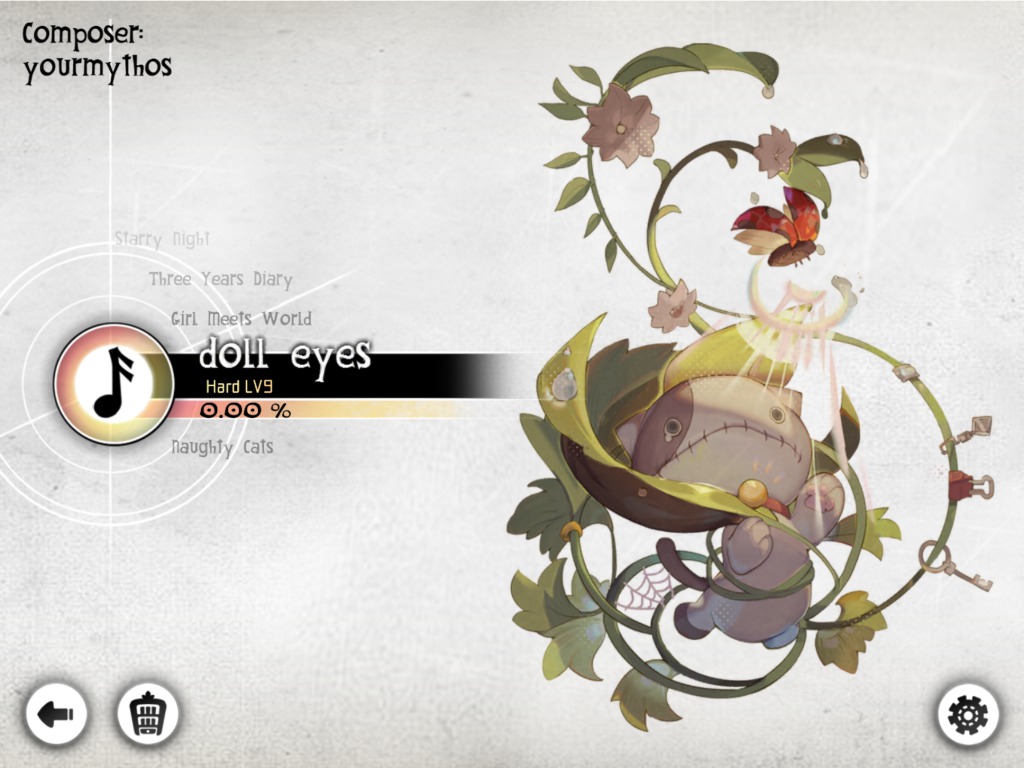 Composer:
yourmythos
Starry Night
Three Years Diary
Girl Meets World
doll eyes
Hard LV9
0.00 %
Naughty Cats